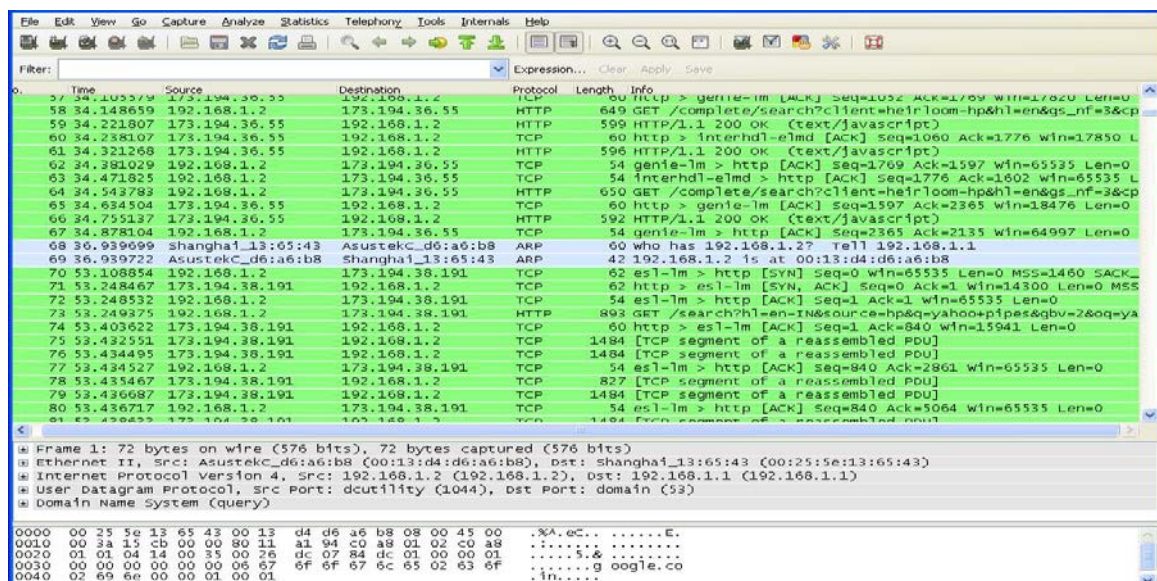 File Edit View Go Capture Analyze Statistics Telephony Tools Internals Help
Filter: Expression... Clear Apply Save
o. Time Source Destination Protocol Length Info
57 34.105579 173.194.36.55 192.168.1.2 TCP 60 http > genie-lm [ACK] Seq=1052 Ack=1769 Win=17820 Len=0
58 34.148659 192.168.1.2 173.194.36.55 HTTP 649 GET /complete/search?client=heirloom-hp&hl=en&gs_nf=3&cp
59 34.221807 173.194.36.55 192.168.1.2 HTTP 599 HTTP/1.1 200 OK (text/javascript)
60 34.238107 173.194.36.55 192.168.1.2 TCP 60 http > interhdl-elmd [ACK] Seq=1060 Ack=1776 Win=17850 L
61 34.321268 173.194.36.55 192.168.1.2 HTTP 596 HTTP/1.1 200 OK (text/javascript)
62 34.381029 192.168.1.2 173.194.36.55 TCP 54 genie-lm > http [ACK] Seq=1769 Ack=1597 Win=65535 Len=0
63 34.471825 192.168.1.2 173.194.36.55 TCP 54 interhdl-elmd > http [ACK] Seq=1776 Ack=1602 Win=65535 L
64 34.543783 192.168.1.2 173.194.36.55 HTTP 650 GET /complete/search?client=heirloom-hp&hl=en&gs_nf=3&cp
65 34.634504 173.194.36.55 192.168.1.2 TCP 60 http > genie-lm [ACK] Seq=1597 Ack=2365 Win=18476 Len=0
66 34.755137 173.194.36.55 192.168.1.2 HTTP 592 HTTP/1.1 200 OK (text/javascript)
67 34.878104 192.168.1.2 173.194.36.55 TCP 54 genie-lm > http [ACK] Seq=2365 Ack=2135 Win=64997 Len=0
68 36.939699 Shanghai_13:65:43 AsustekC_d6:a6:b8 ARP 60 Who has 192.168.1.2? Tell 192.168.1.1
69 36.939722 AsustekC_d6:a6:b8 Shanghai_13:65:43 ARP 42 192.168.1.2 is at 00:13:d4:d6:a6:b8
70 53.108854 192.168.1.2 173.194.38.191 TCP 62 esl-lm > http [SYN] Seq=0 Win=65535 Len=0 MSS=1460 SACK_
71 53.248467 173.194.38.191 192.168.1.2 TCP 62 http > esl-lm [SYN, ACK] Seq=0 Ack=1 Win=14300 Len=0 MSS
72 53.248532 192.168.1.2 173.194.38.191 TCP 54 esl-lm > http [ACK] Seq=1 Ack=1 Win=65535 Len=0
73 53.249375 192.168.1.2 173.194.38.191 HTTP 893 GET /search?hl=en-IN&source=hp&q=yahoo+pipes&gbv=2&oq=ya
74 53.403622 173.194.38.191 192.168.1.2 TCP 60 http > esl-lm [ACK] Seq=1 Ack=840 Win=15941 Len=0
75 53.432551 173.194.38.191 192.168.1.2 TCP 1484 [TCP segment of a reassembled PDU]
76 53.434495 173.194.38.191 192.168.1.2 TCP 1484 [TCP segment of a reassembled PDU]
77 53.434527 192.168.1.2 173.194.38.191 TCP 54 esl-lm > http [ACK] Seq=840 Ack=2861 Win=65535 Len=0
78 53.435467 173.194.38.191 192.168.1.2 TCP 827 [TCP segment of a reassembled PDU]
79 53.436687 173.194.38.191 192.168.1.2 TCP 1484 [TCP segment of a reassembled PDU]
80 53.436717 192.168.1.2 173.194.38.191 TCP 54 esl-lm > http [ACK] Seq=840 Ack=5064 Win=65535 Len=0
Frame 1: 72 bytes on wire (576 bits), 72 bytes captured (576 bits)
Ethernet II, Src: AsustekC_d6:a6:b8 (00:13:d4:d6:a6:b8), Dst: Shanghai_13:65:43 (00:25:5e:13:65:43)
Internet Protocol Version 4, Src: 192.168.1.2 (192.168.1.2), Dst: 192.168.1.1 (192.168.1.1)
User Datagram Protocol, Src Port: dcutility (1044), Dst Port: domain (53)
Domain Name System (query)
0000 00 25 5e 13 65 43 00 13 d4 d6 a6 b8 08 00 45 00 .%^.eC.. ......E.
0010 00 3a 15 cb 00 00 80 11 a1 94 c0 a8 01 02 c0 a8 .:...... ........
0020 01 01 04 14 00 35 00 26 dc 07 84 dc 01 00 00 01 .....5.& ........
0030 00 00 00 00 00 00 06 67 6f 6f 67 6c 65 02 63 6f .......g oogle.co
0040 02 69 6e 00 00 01 00 01 .in.....